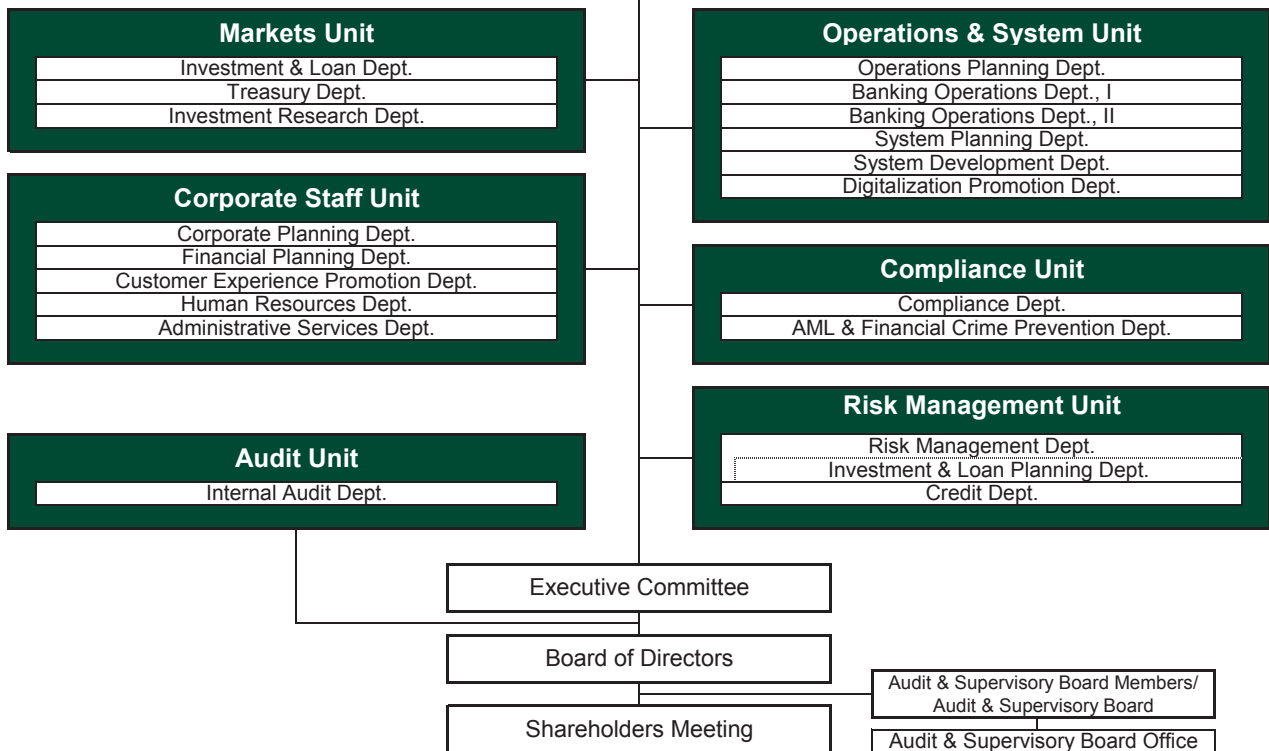 Markets Unit
Investment & Loan Dept.
Treasury Dept.
Investment Research Dept.
Corporate Staff Unit
Corporate Planning Dept.
Financial Planning Dept.
Customer Experience Promotion Dept.
Human Resources Dept.
Administrative Services Dept.
Audit Unit
Internal Audit Dept.
Operations & System Unit
Operations Planning Dept.
Banking Operations Dept., I
Banking Operations Dept., II
System Planning Dept.
System Development Dept.
Digitalization Promotion Dept.
Compliance Unit
Compliance Dept.
AML & Financial Crime Prevention Dept.
Risk Management Unit
Risk Management Dept.
Investment & Loan Planning Dept.
Credit Dept.
Executive Committee
Board of Directors
Audit & Supervisory Board Members/
Audit & Supervisory Board
Shareholders Meeting
Audit & Supervisory Board Office